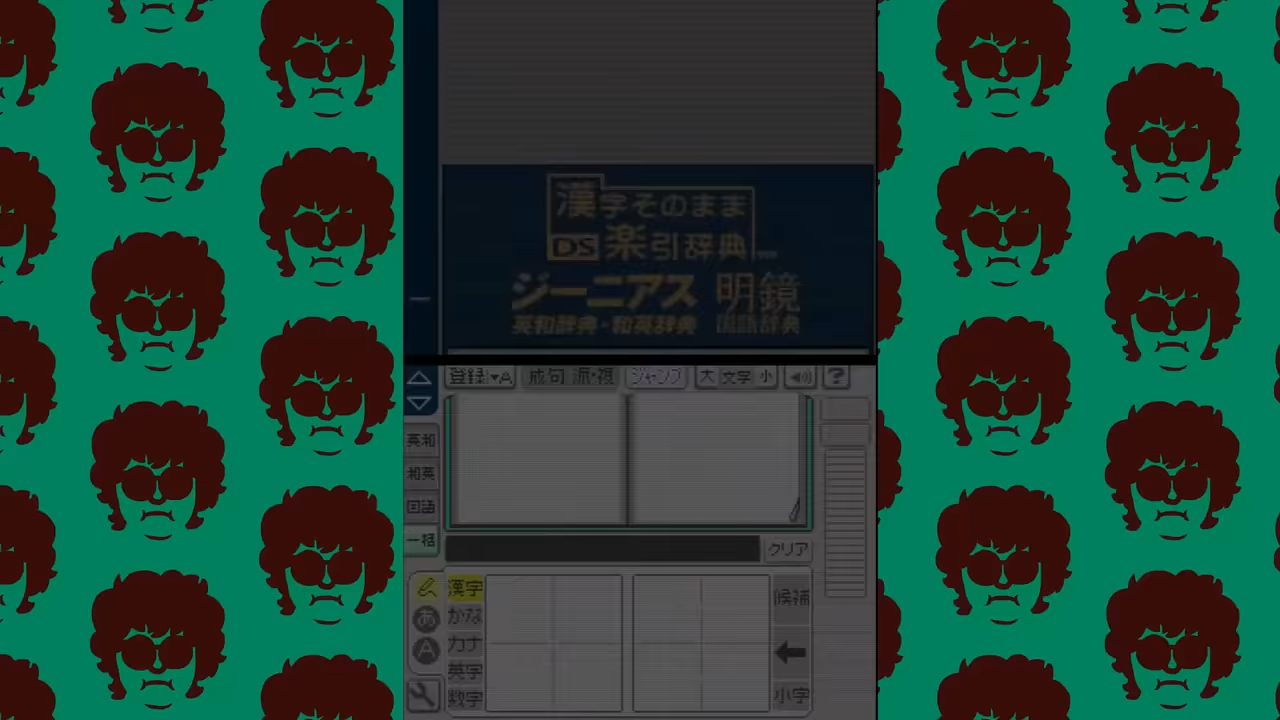 漢字そのまま
DS楽引辞典
ジーニアス 明鏡
英和辞典・和英辞典 国語辞典
登録▼A 成句 派・複 ジャンプ 大 文字 小 ?
英和
和英
国語
一括
クリア
漢字
あ かな
A カナ
英字
数字
候補
小字